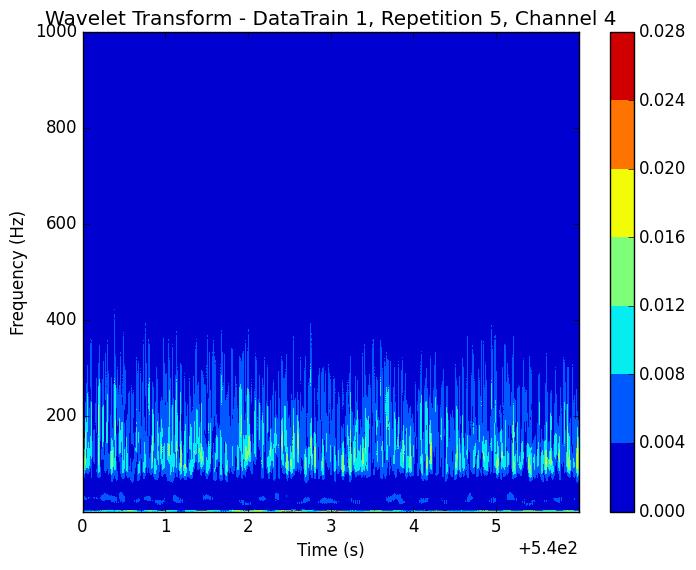 Wavelet Transform - DataTrain 1, Repetition 5, Channel 4
1000
800
600
400
200
Frequency (Hz)
0 1 2 3 4 5
Time (s)
+5.4e2
0.028
0.024
0.020
0.016
0.012
0.008
0.004
0.000